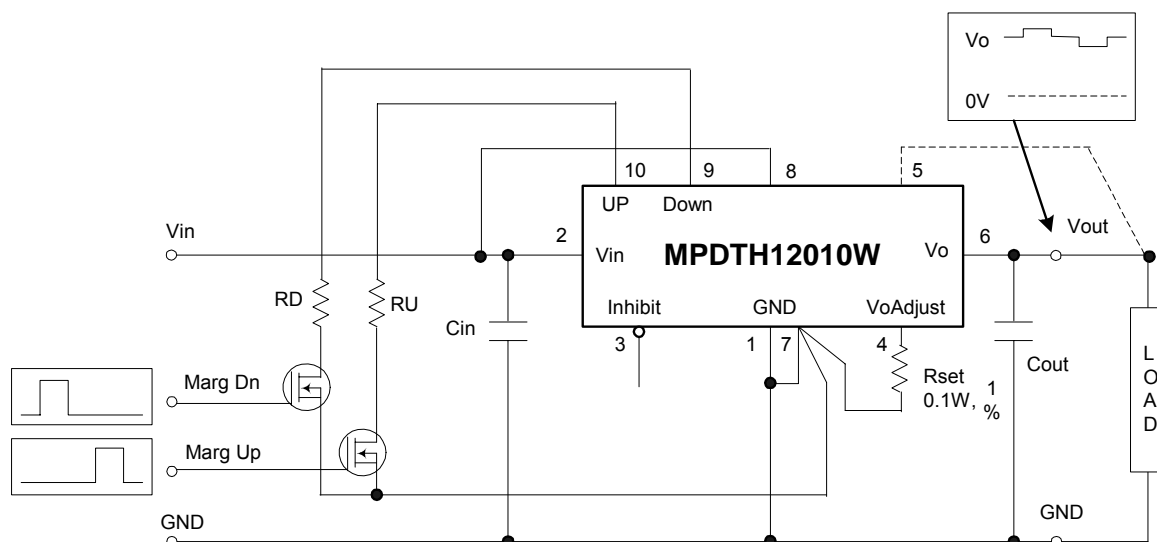 Vo
0V
10
9
8
5
UP
Down
Vin
2
Vin
MPDTH12010W
Vo
6
Vout
RD
RU
Cin
Inhibit
GND
VoAdjust
3
1
7
4
Rset
0.1W, 1
%
Cout
LOAD
Marg Dn
Marg Up
GND
GND